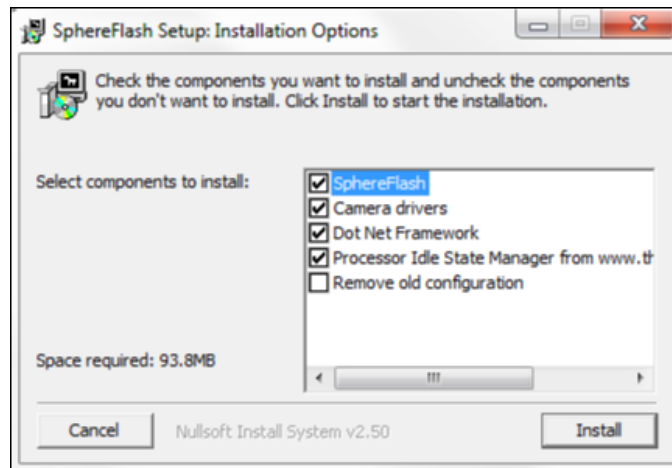 SphereFlash Setup: Installation Options
Check the components you want to install and uncheck the components
you don't want to install. Click Install to start the installation.
Select components to install:
SphereFlash
Camera drivers
Dot Net Framework
Processor Idle State Manager from www.th
Remove old configuration
Space required: 93.8MB
Cancel
Nullsoft Install System v2.50
Install